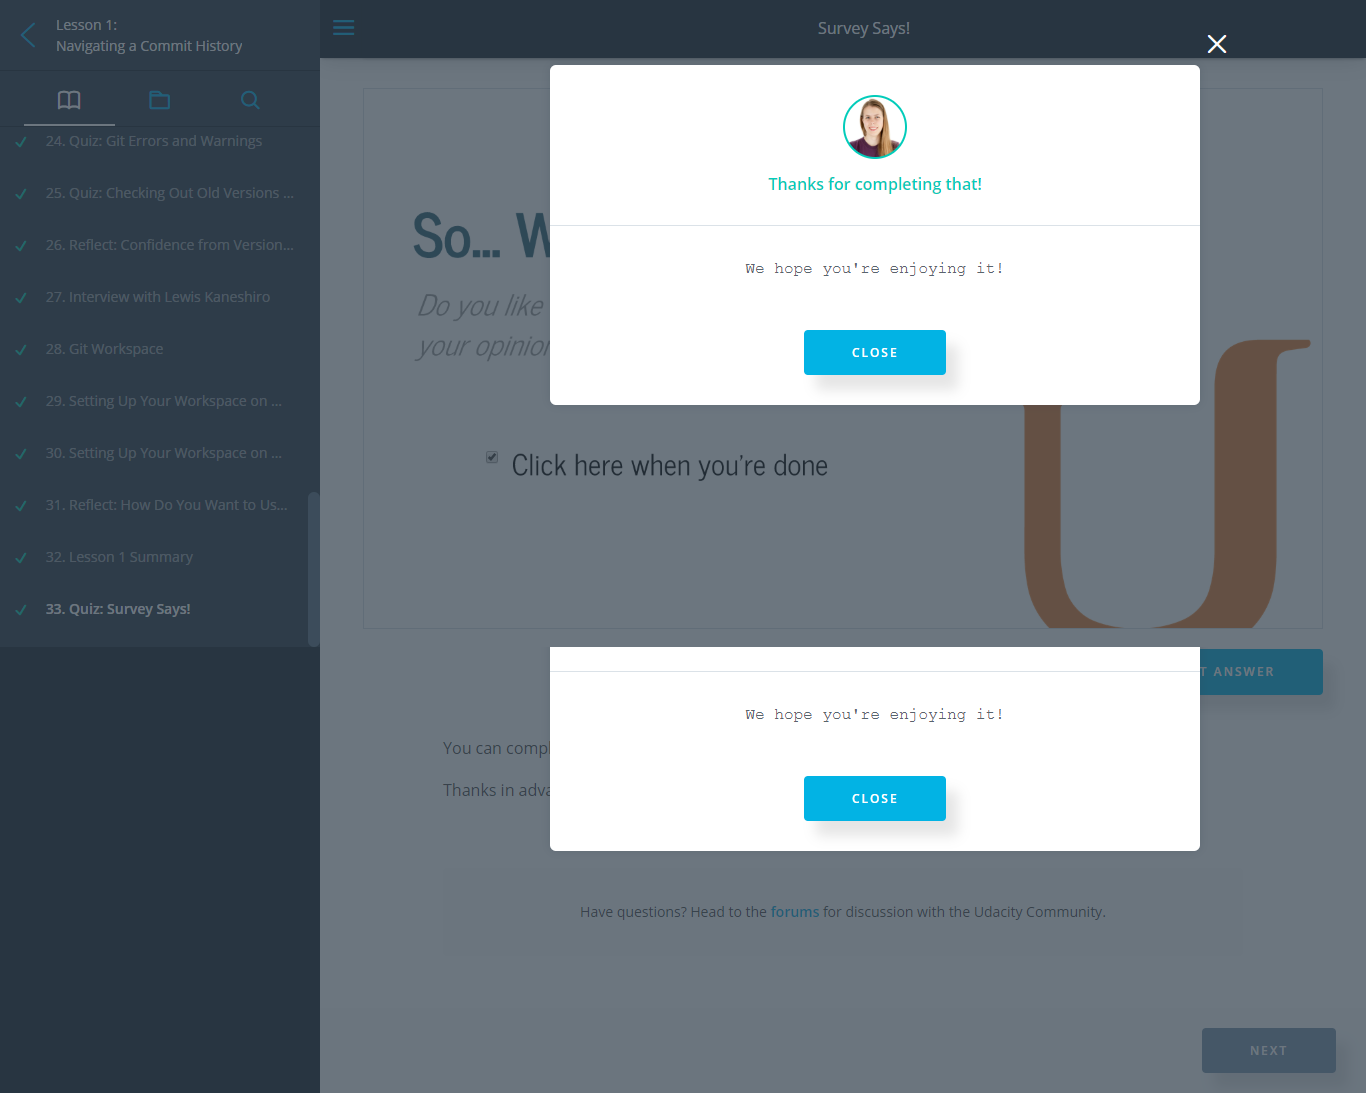 Lesson 1:
Navigating a Commit History
24. Quiz: Git Errors and Warnings
25. Quiz: Checking Out Old Versions ...
26. Reflect: Confidence from Version...
27. Interview with Lewis Kaneshiro
28. Git Workspace
29. Setting Up Your Workspace on ...
30. Setting Up Your Workspace on ...
31. Reflect: How Do You Want to Us...
32. Lesson 1 Summary
33. Quiz: Survey Says!
Survey Says!
Thanks for completing that!
We hope you're enjoying it!
CLOSE
So... W
Do you like
your opinion
Click here when you're done
T ANSWER
We hope you're enjoying it!
CLOSE
You can compl
Thanks in adva
Have questions? Head to the forums for discussion with the Udacity Community.
NEXT